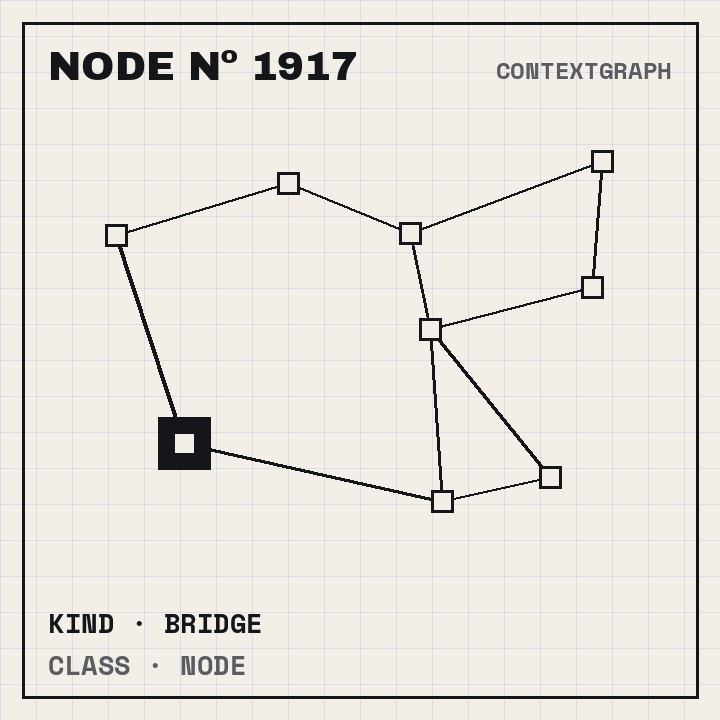 NODE Nº 1917
CONTEXTGRAPH
KIND · BRIDGE
CLASS · NODE